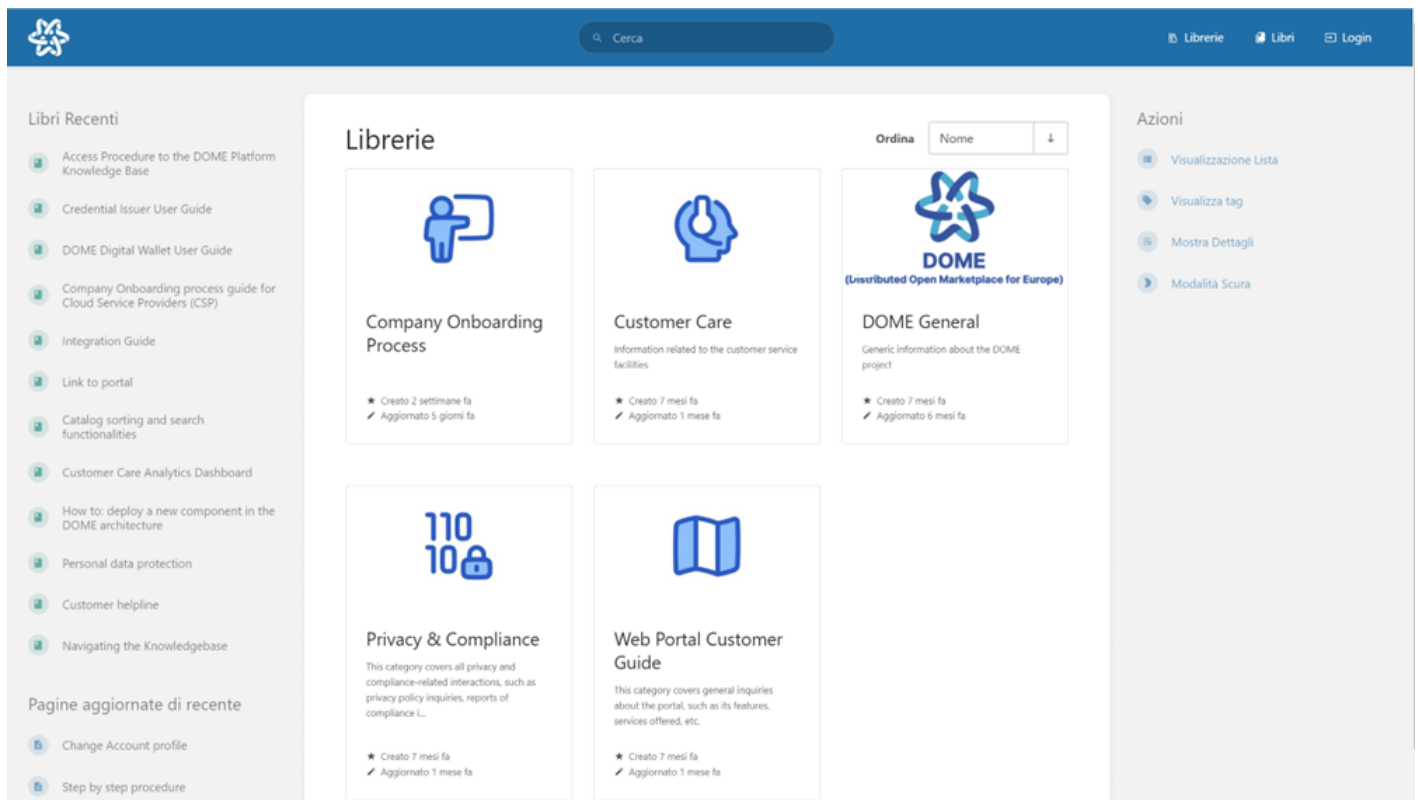 Cerca
Librerie
Libri
Login
Libri Recenti
Access Procedure to the DOME Platform
Knowledge Base
Credential Issuer User Guide
DOME Digital Wallet User Guide
Company Onboarding process guide for
Cloud Service Providers (CSP)
Integration Guide
Link to portal
Catalog sorting and search
functionalities
Customer Care Analytics Dashboard
How to: deploy a new component in the
DOME architecture
Personal data protection
Customer helpline
Navigating the Knowledgebase
Pagine aggiornate di recente
Change Account profile
Step by step procedure
Librerie
Ordina
Nome
Company Onboarding
Process
Creato 2 settimane fa
Aggiornato 5 giorni fa
Customer Care
Information related to the customer service
facilities
Creato 7 mesi fa
Aggiornato 1 mese fa
DOME
(Distributed Open Marketplace for Europe)
DOME General
Generic information about the DOME
project
Creato 7 mesi fa
Aggiornato 6 mesi fa
110
10
Privacy & Compliance
This category covers all privacy and
compliance-related interactions, such as
privacy policy inquiries, reports of
compliance i...
Creato 7 mesi fa
Aggiornato 1 mese fa
Web Portal Customer
Guide
This category covers general inquiries
about the portal, such as its features,
services offered, etc.
Creato 7 mesi fa
Aggiornato 1 mese fa
Azioni
Visualizzazione Lista
Visualizza tag
Mostra Dettagli
Modalità Scura